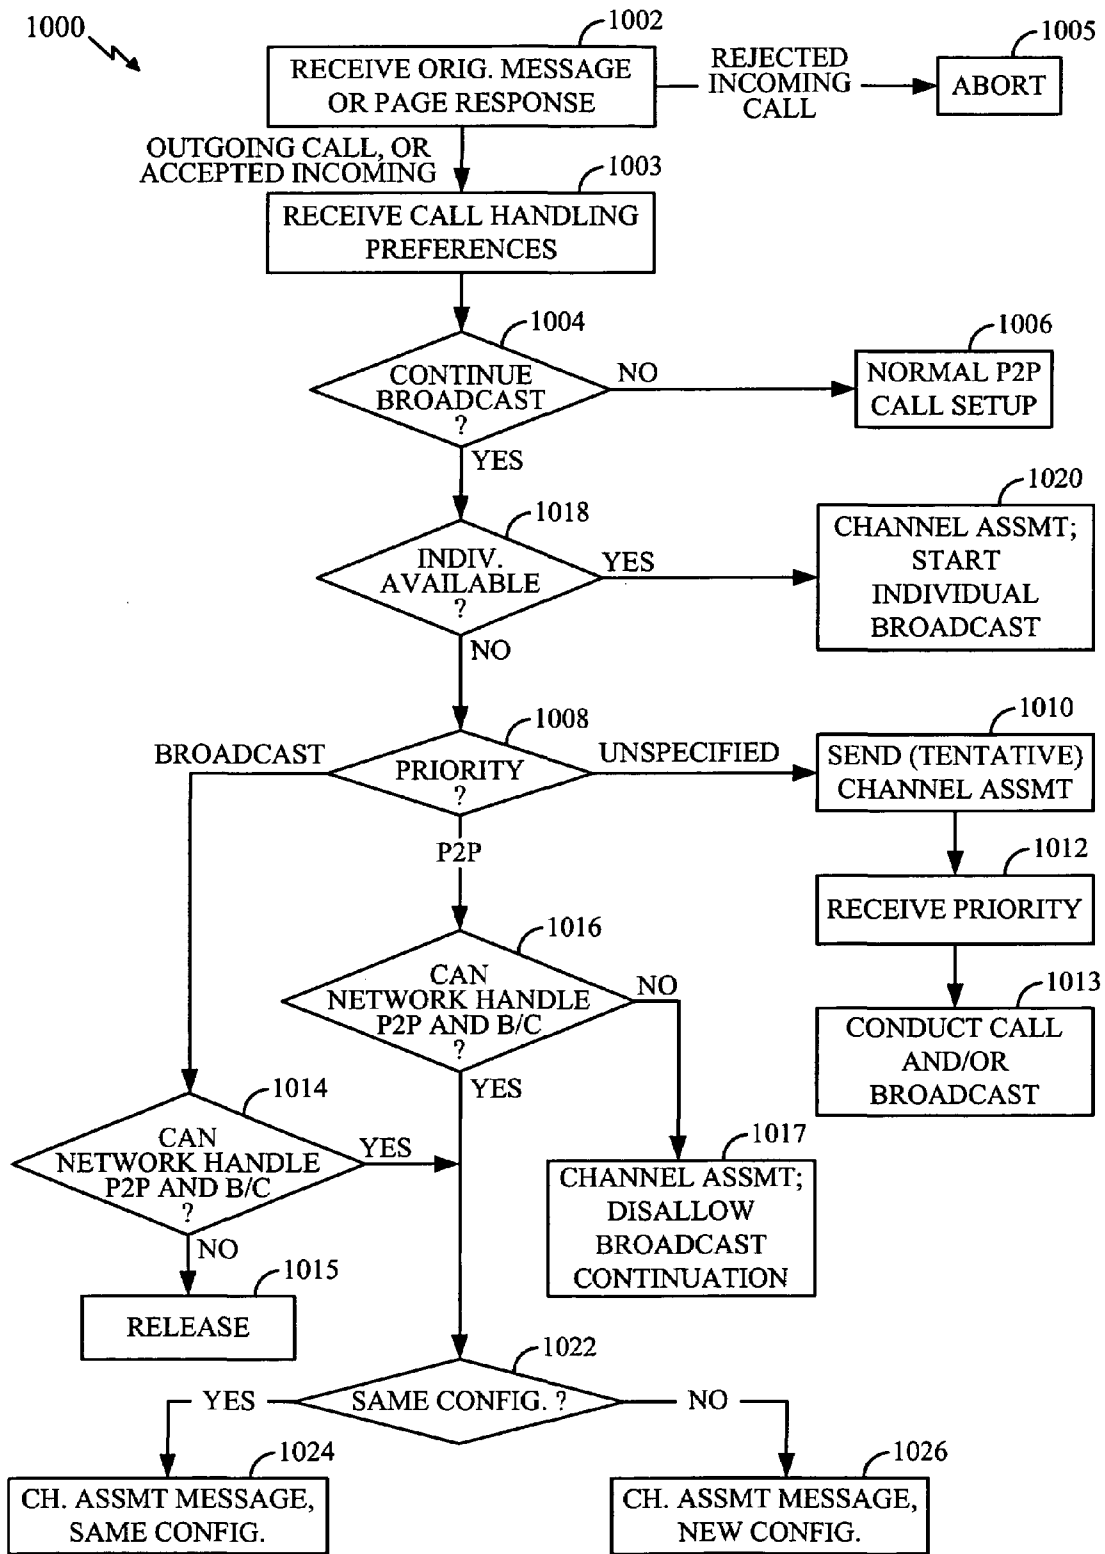 1000
1002
RECEIVE ORIG. MESSAGE
OR PAGE RESPONSE
REJECTED
INCOMING
CALL
1005
ABORT
OUTGOING CALL, OR
ACCEPTED INCOMING
1003
RECEIVE CALL HANDLING
PREFERENCES
1004
CONTINUE
BROADCAST
?
NO
1006
NORMAL P2P
CALL SETUP
YES
1018
INDIV.
AVAILABLE
?
YES
1020
CHANNEL ASSMT;
START
INDIVIDUAL
BROADCAST
NO
1008
PRIORITY
?
BROADCAST
UNSPECIFIED
1010
SEND (TENTATIVE)
CHANNEL ASSMT
P2P
1012
RECEIVE PRIORITY
1016
CAN
NETWORK HANDLE
P2P AND B/C
?
NO
1013
CONDUCT CALL
AND/OR
BROADCAST
YES
1014
CAN
NETWORK HANDLE
P2P AND B/C
?
YES
1017
CHANNEL ASSMT;
DISALLOW
BROADCAST
CONTINUATION
NO
1015
RELEASE
1022
SAME CONFIG. ?
YES
NO
1024
CH. ASSMT MESSAGE,
SAME CONFIG.
1026
CH. ASSMT MESSAGE,
NEW CONFIG.